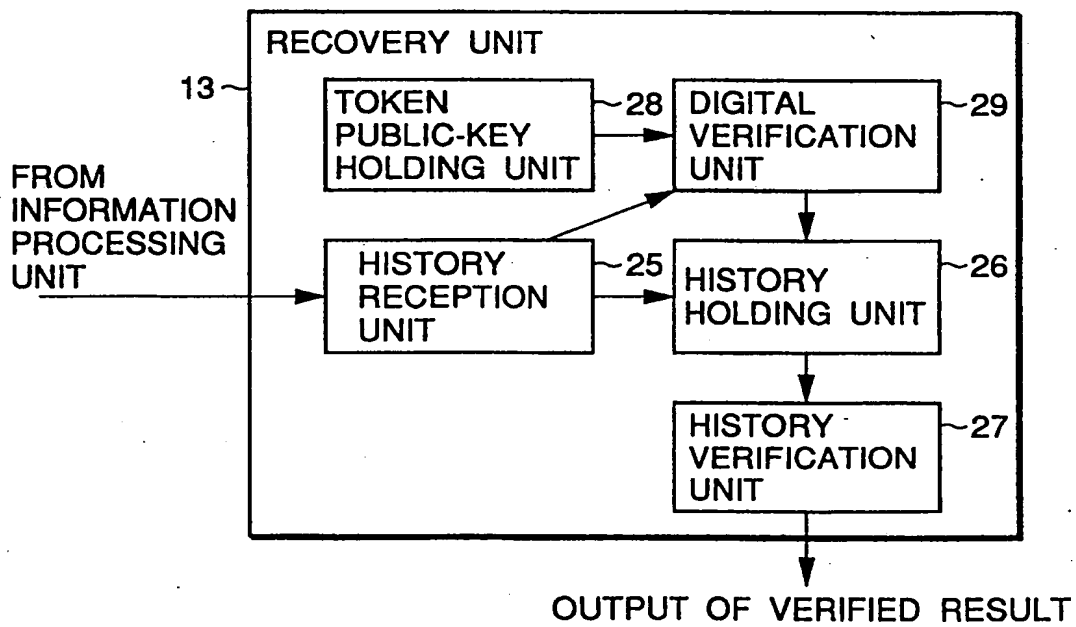 RECOVERY UNIT
13
TOKEN
PUBLIC-KEY
HOLDING UNIT
28
DIGITAL
VERIFICATION
UNIT
29
FROM
INFORMATION
PROCESSING
UNIT
HISTORY
RECEPTION
UNIT
25
HISTORY
HOLDING UNIT
26
HISTORY
VERIFICATION
UNIT
27
OUTPUT OF VERIFIED RESULT